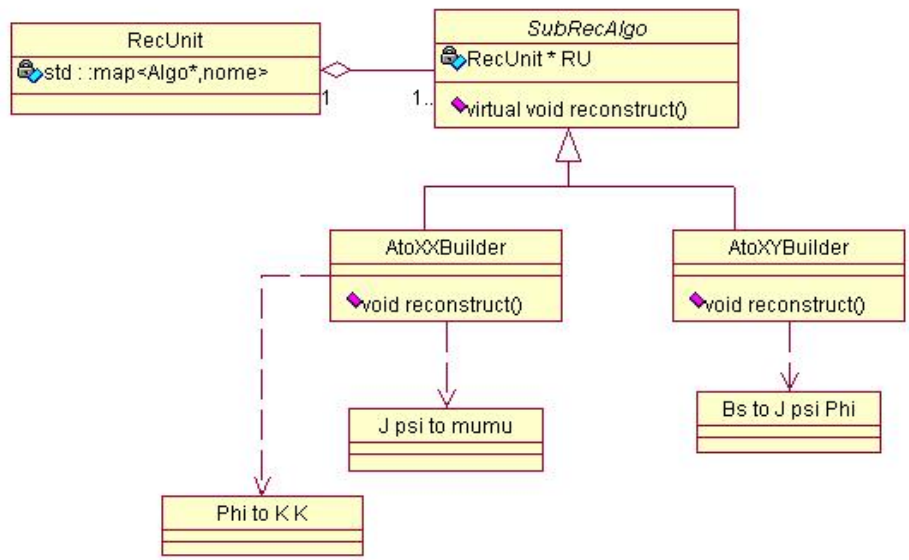 RecUnit
std : :map<Algo*,nome>
1
1..
SubRecAlgo
RecUnit * RU
virtual void reconstruct()
AtoXXBuilder
void reconstruct()
AtoXYBuilder
void reconstruct()
J psi to mumu
Bs to J psi Phi
Phi to K K